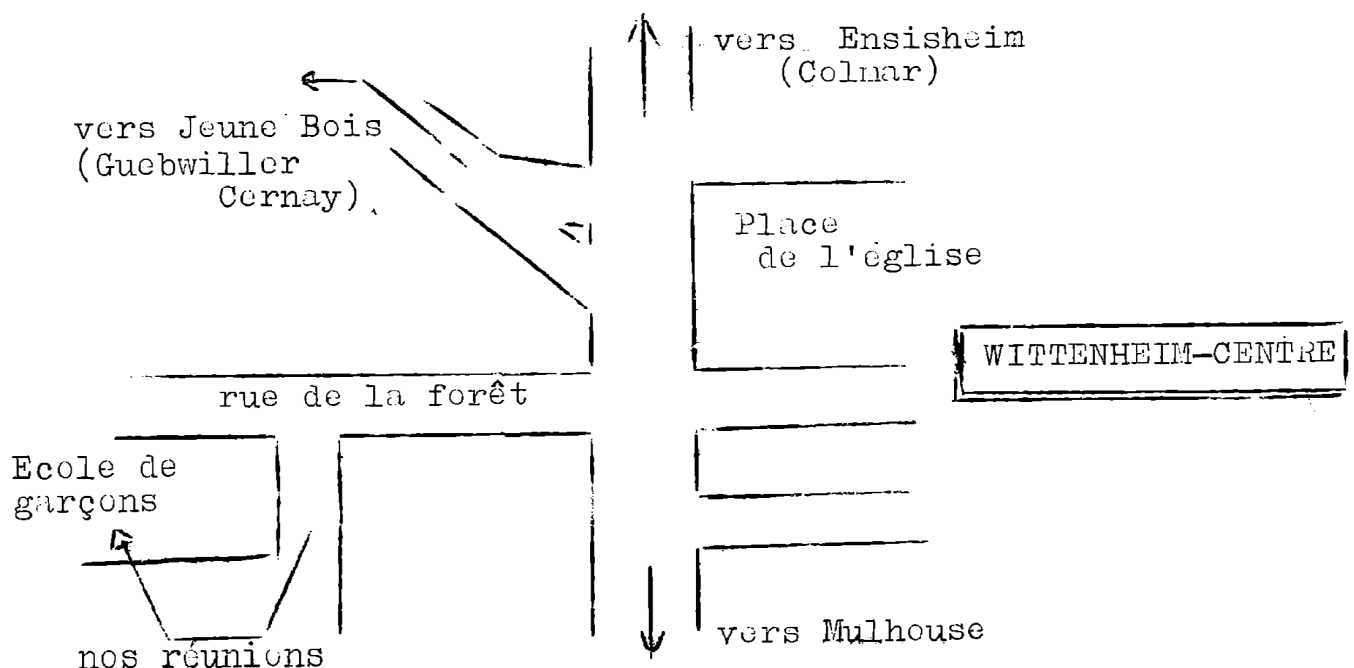 vers Ensisheim
(Colmar)
vers Jeune Bois
(Guebwiller
Cernay)
Place
de l'église
WITTENHEIM-CENTRE
rue de la forêt
Ecole de
garçons
vers Mulhouse
nos réunions